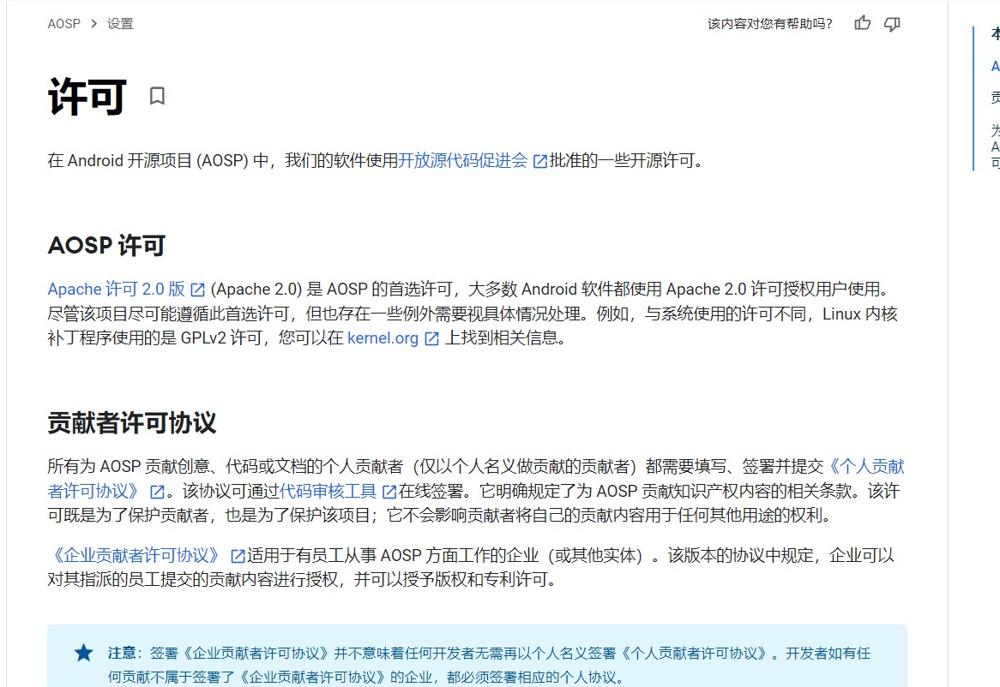 AOSP > 设置
该内容对您有帮助吗?
许可
在 Android 开源项目 (AOSP) 中，我们的软件使用开放源代码促进会 批准的一些开源许可。
AOSP 许可
Apache 许可 2.0 版 (Apache 2.0) 是 AOSP 的首选许可，大多数 Android 软件都使用 Apache 2.0 许可授权用户使用。
尽管该项目尽可能遵循此首选许可，但也存在一些例外需要视具体情况处理。例如，与系统使用的许可不同，Linux 内核
补丁程序使用的是 GPLv2 许可，您可以在 kernel.org 上找到相关信息。
贡献者许可协议
所有为 AOSP 贡献创意、代码或文档的个人贡献者（仅以个人名义做贡献的贡献者）都需要填写、签署并提交《个人贡献
者许可协议》 。该协议可通过代码审核工具 在线签署。它明确规定了为 AOSP 贡献知识产权内容的相关条款。该许
可既是为了保护贡献者，也是为了保护该项目；它不会影响贡献者将自己的贡献内容用于任何其他用途的权利。
《企业贡献者许可协议》 适用于有员工从事 AOSP 方面工作的企业（或其他实体）。该版本的协议中规定，企业可以
对其指派的员工提交的贡献内容进行授权，并可以授予版权和专利许可。
注意：签署《企业贡献者许可协议》并不意味着任何开发者无需再以个人名义签署《个人贡献者许可协议》。开发者如有任
何贡献不属于签署了《企业贡献者许可协议》的企业，都必须签署相应的个人协议。